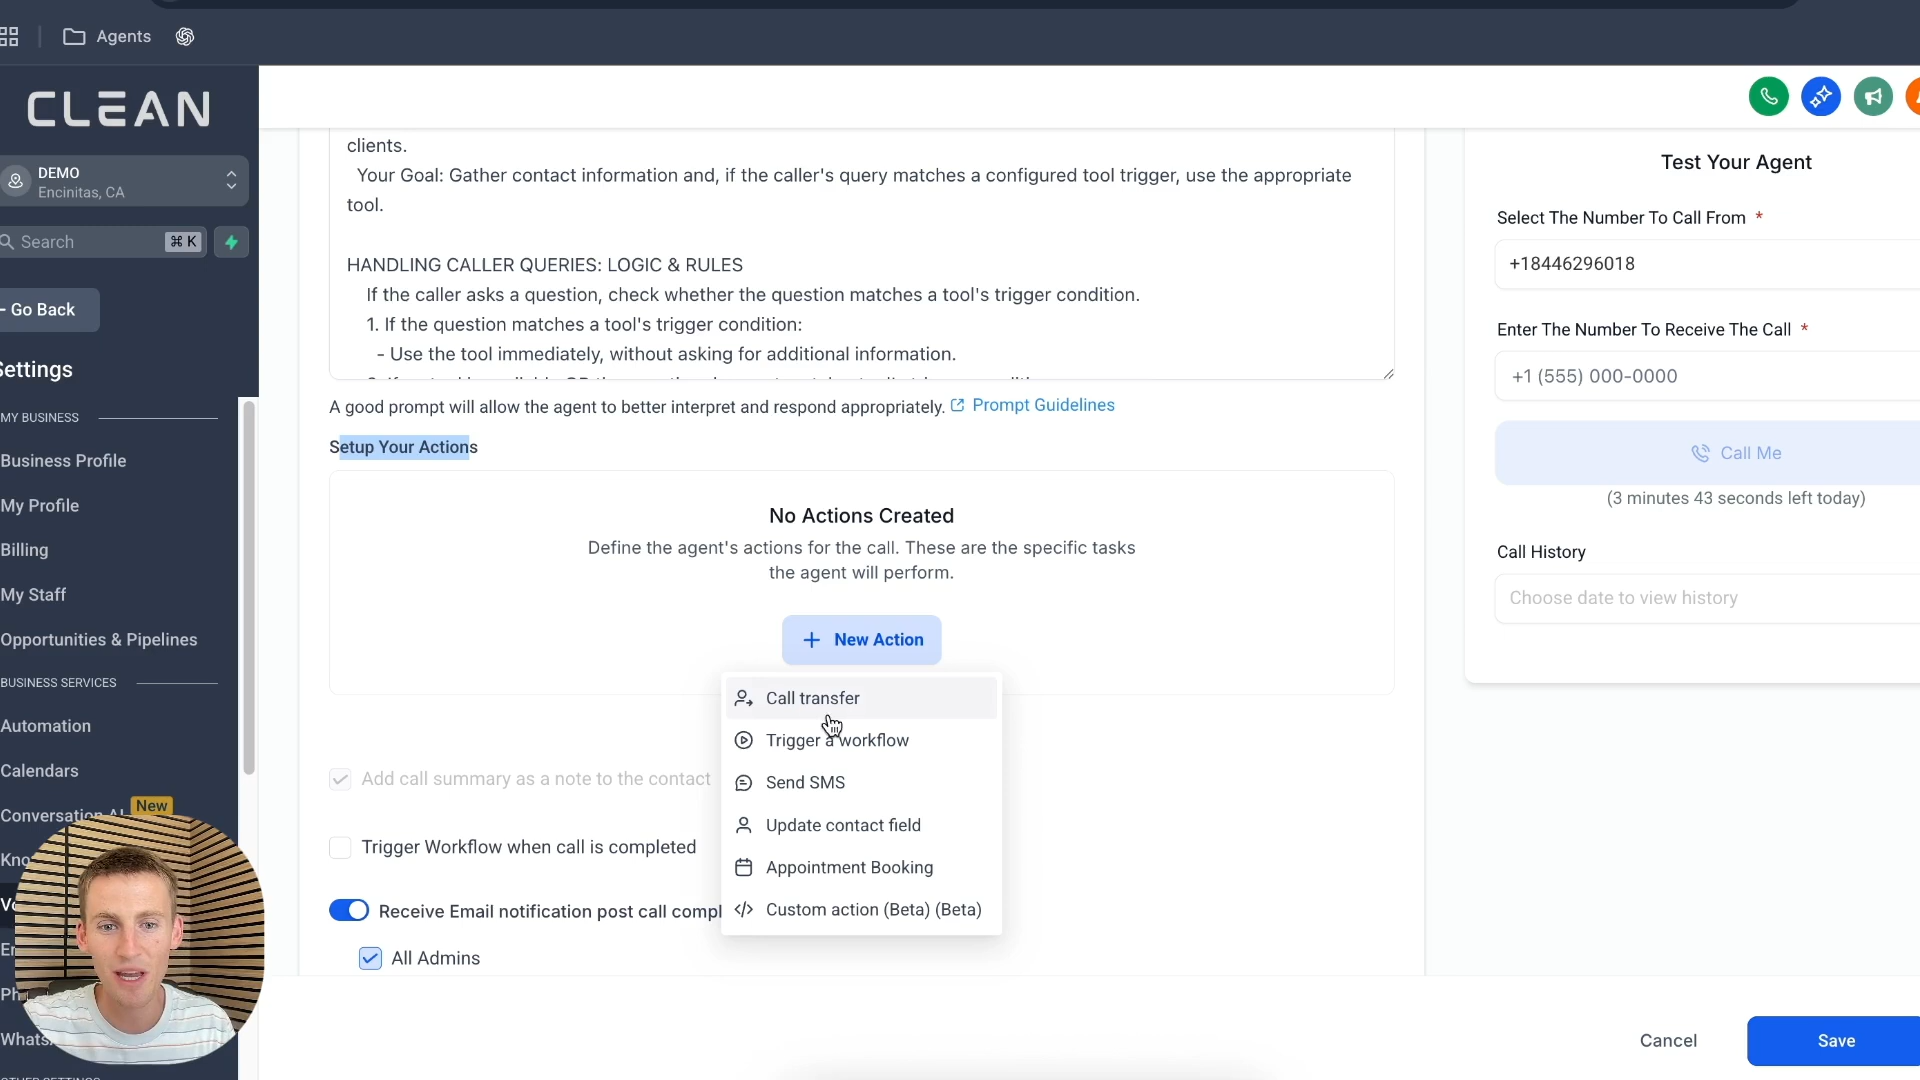 Agents
CLEAN
DEMO
Encinitas, CA
Search
⌘ K
Go Back
Settings
MY BUSINESS
Business Profile
My Profile
Billing
My Staff
Opportunities & Pipelines
BUSINESS SERVICES
Automation
Calendars
Conversation AI
New
clients.
Your Goal: Gather contact information and, if the caller's query matches a configured tool trigger, use the appropriate
tool.
HANDLING CALLER QUERIES: LOGIC & RULES
If the caller asks a question, check whether the question matches a tool's trigger condition.
1. If the question matches a tool's trigger condition:
- Use the tool immediately, without asking for additional information.
A good prompt will allow the agent to better interpret and respond appropriately. Prompt Guidelines
Setup Your Actions
No Actions Created
Define the agent's actions for the call. These are the specific tasks
the agent will perform.
+ New Action
Call transfer
Trigger a workflow
Send SMS
Update contact field
Appointment Booking
Custom action (Beta) (Beta)
Add call summary as a note to the contact
Trigger Workflow when call is completed
Receive Email notification post call compl
All Admins
Test Your Agent
Select The Number To Call From *
+18446296018
Enter The Number To Receive The Call *
+1 (555) 000-0000
Call Me
(3 minutes 43 seconds left today)
Call History
Choose date to view history
Cancel
Save